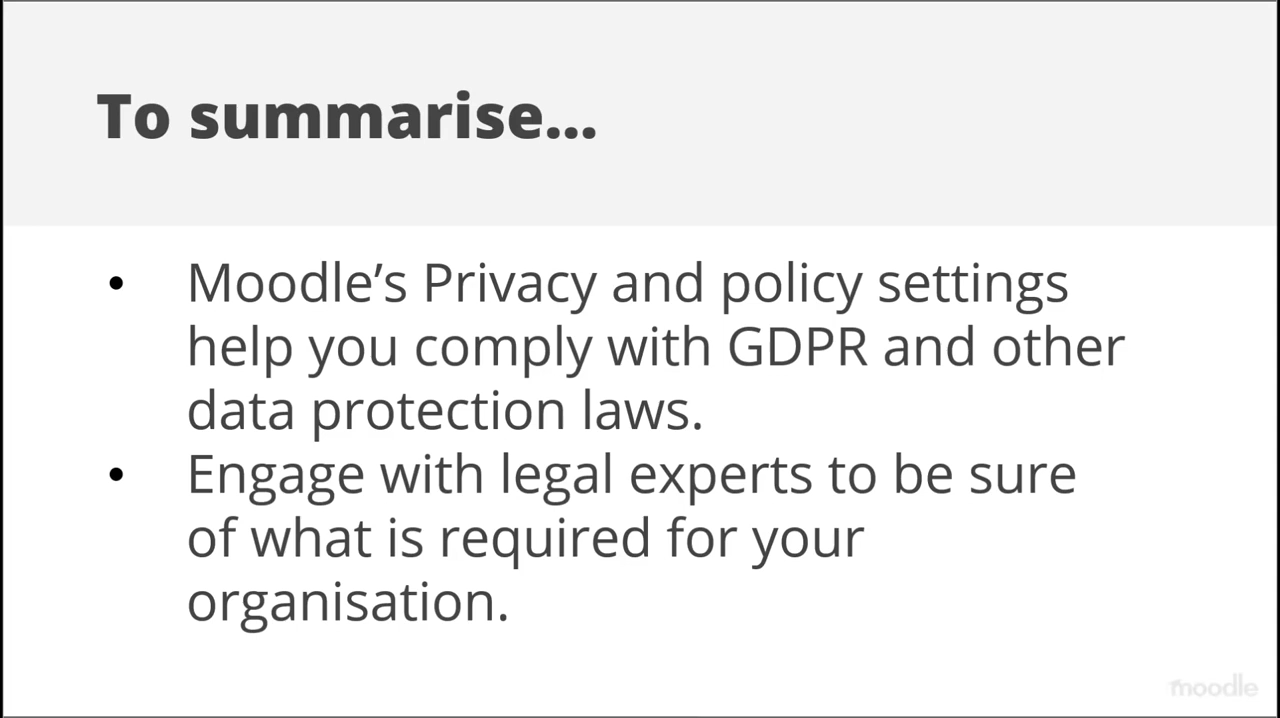 To summarise...
• Moodle’s Privacy and policy settings
help you comply with GDPR and other
data protection laws.
• Engage with legal experts to be sure
of what is required for your
organisation.
moodle